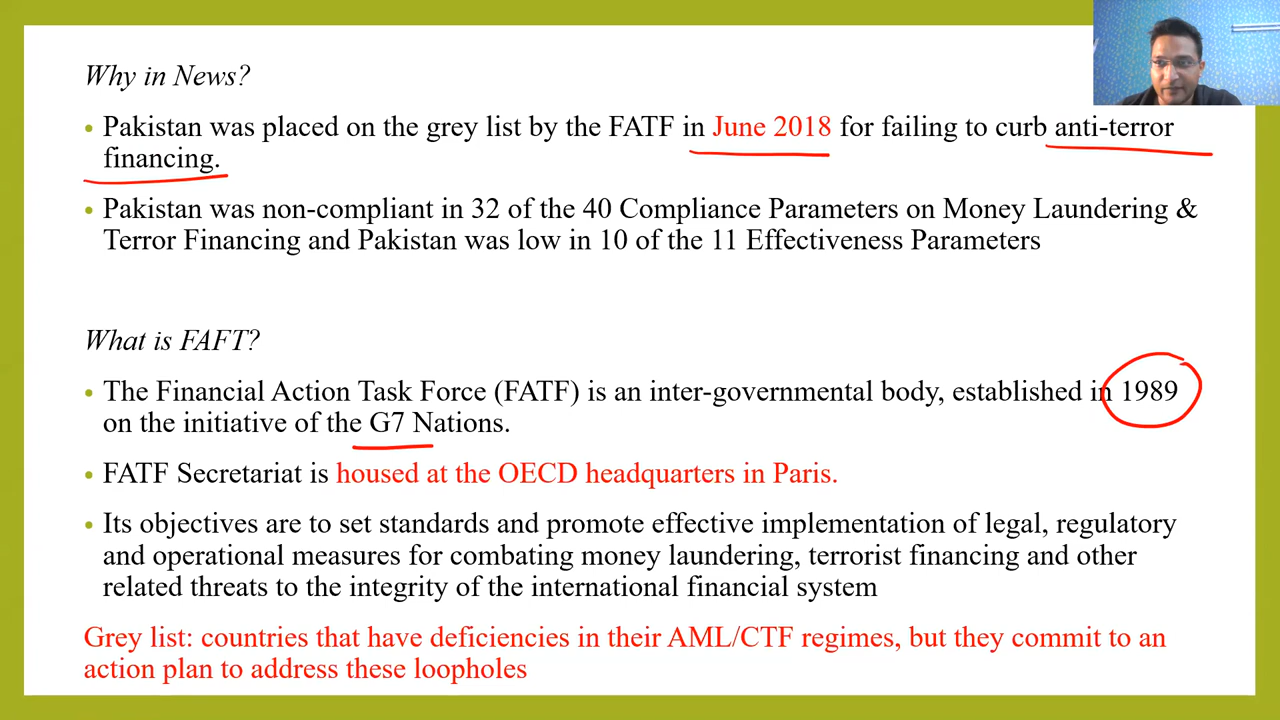 Why in News?
• Pakistan was placed on the grey list by the FATF in June 2018 for failing to curb anti-terror
financing.
• Pakistan was non-compliant in 32 of the 40 Compliance Parameters on Money Laundering &
Terror Financing and Pakistan was low in 10 of the 11 Effectiveness Parameters
What is FAFT?
• The Financial Action Task Force (FATF) is an inter-governmental body, established in 1989
on the initiative of the G7 Nations.
• FATF Secretariat is housed at the OECD headquarters in Paris.
• Its objectives are to set standards and promote effective implementation of legal, regulatory
and operational measures for combating money laundering, terrorist financing and other
related threats to the integrity of the international financial system
Grey list: countries that have deficiencies in their AML/CTF regimes, but they commit to an
action plan to address these loopholes